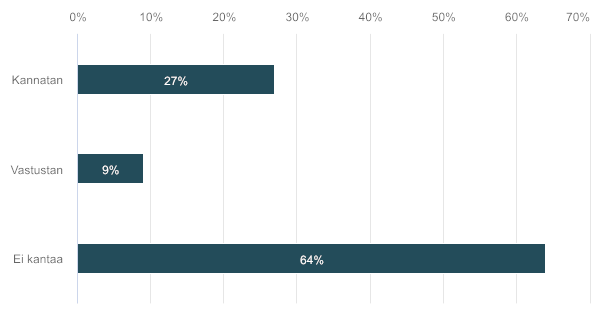 0% 10% 20% 30% 40% 50% 60% 70%
Kannatan 27%
Vastustan 9%
Ei kantaa 64%